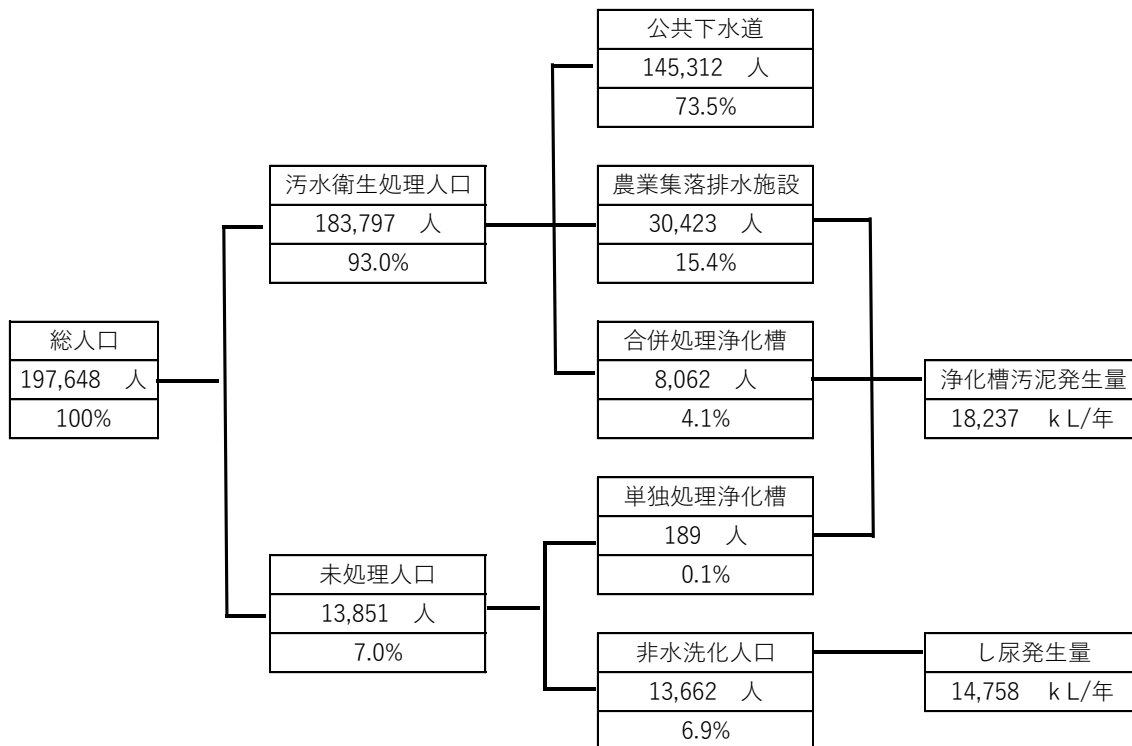 公共下水道
145,312 人
73.5%
汚水衛生処理人口
183,797 人
93.0%
農業集落排水施設
30,423 人
15.4%
総人口
197,648 人
100%
合併処理浄化槽
8,062 人
4.1%
浄化槽汚泥発生量
18,237 ｋL/年
単独処理浄化槽
189 人
0.1%
未処理人口
13,851 人
7.0%
非水洗化人口
13,662 人
6.9%
し尿発生量
14,758 ｋL/年